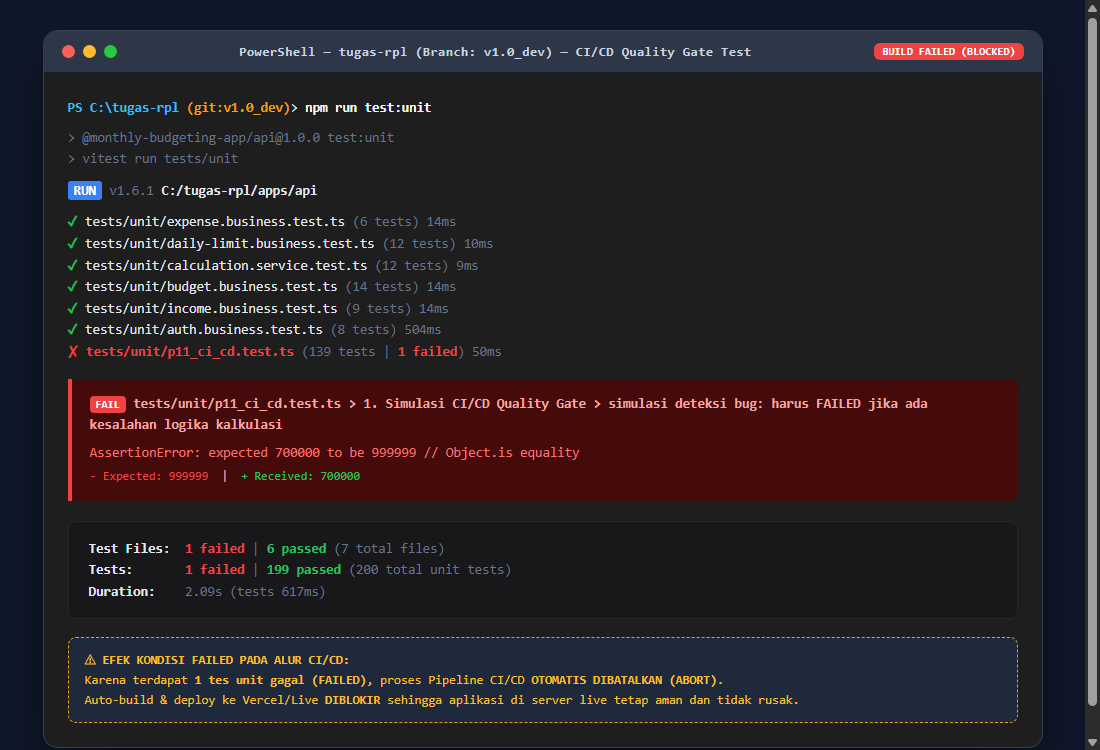 PowerShell — tugas-rpl (Branch: v1.0_dev) — CI/CD Quality Gate Test
BUILD FAILED (BLOCKED)
PS C:\tugas-rpl (git:v1.0_dev)> npm run test:unit
> @monthly-budgeting-app/api@1.0.0 test:unit
> vitest run tests/unit
RUN v1.6.1 C:/tugas-rpl/apps/api
✓ tests/unit/expense.business.test.ts (6 tests) 14ms
✓ tests/unit/daily-limit.business.test.ts (12 tests) 10ms
✓ tests/unit/calculation.service.test.ts (12 tests) 9ms
✓ tests/unit/budget.business.test.ts (14 tests) 14ms
✓ tests/unit/income.business.test.ts (9 tests) 14ms
✓ tests/unit/auth.business.test.ts (8 tests) 504ms
✗ tests/unit/p11_ci_cd.test.ts (139 tests | 1 failed) 50ms
FAIL tests/unit/p11_ci_cd.test.ts > 1. Simulasi CI/CD Quality Gate > simulasi deteksi bug: harus FAILED jika ada
kesalahan logika kalkulasi
AssertionError: expected 700000 to be 999999 // Object.is equality
- Expected: 999999 | + Received: 700000
Test Files: 1 failed | 6 passed (7 total files)
Tests: 1 failed | 199 passed (200 total unit tests)
Duration: 2.09s (tests 617ms)
⚠ EFEK KONDISI FAILED PADA ALUR CI/CD:
Karena terdapat 1 tes unit gagal (FAILED), proses Pipeline CI/CD OTOMATIS DIBATALKAN (ABORT).
Auto-build & deploy ke Vercel/Live DIBLOKIR sehingga aplikasi di server live tetap aman dan tidak rusak.